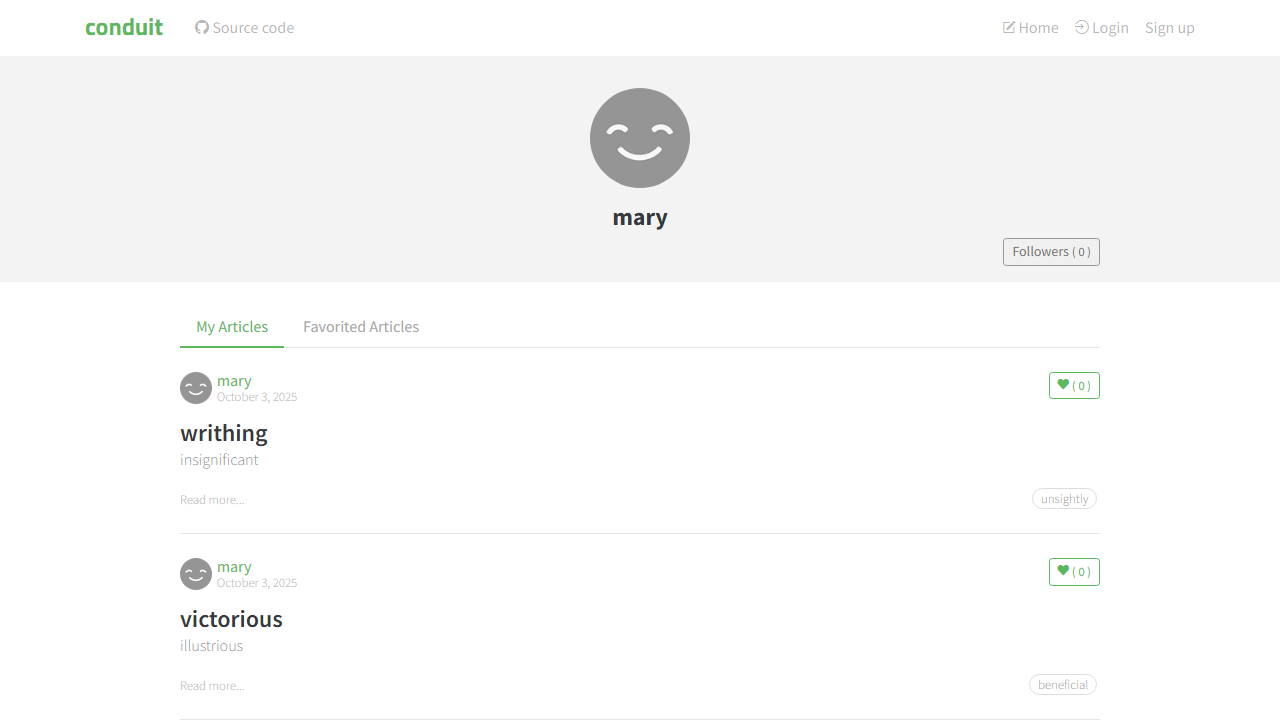 conduit
Source code
Home
Login
Sign up
mary
Followers ( 0 )
My Articles
Favorited Articles
mary
October 3, 2025
( 0 )
writhing
insignificant
Read more...
unsightly
mary
October 3, 2025
( 0 )
victorious
illustrious
Read more...
beneficial